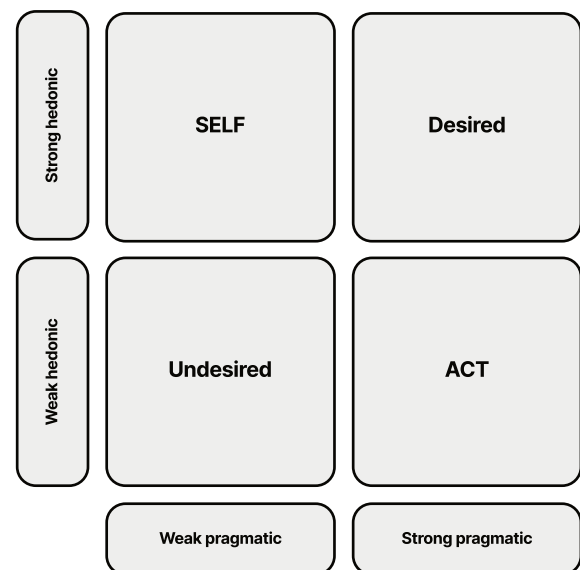 Strong hedonic
SELF
Desired
Weak hedonic
Undesired
ACT
Weak pragmatic
Strong pragmatic